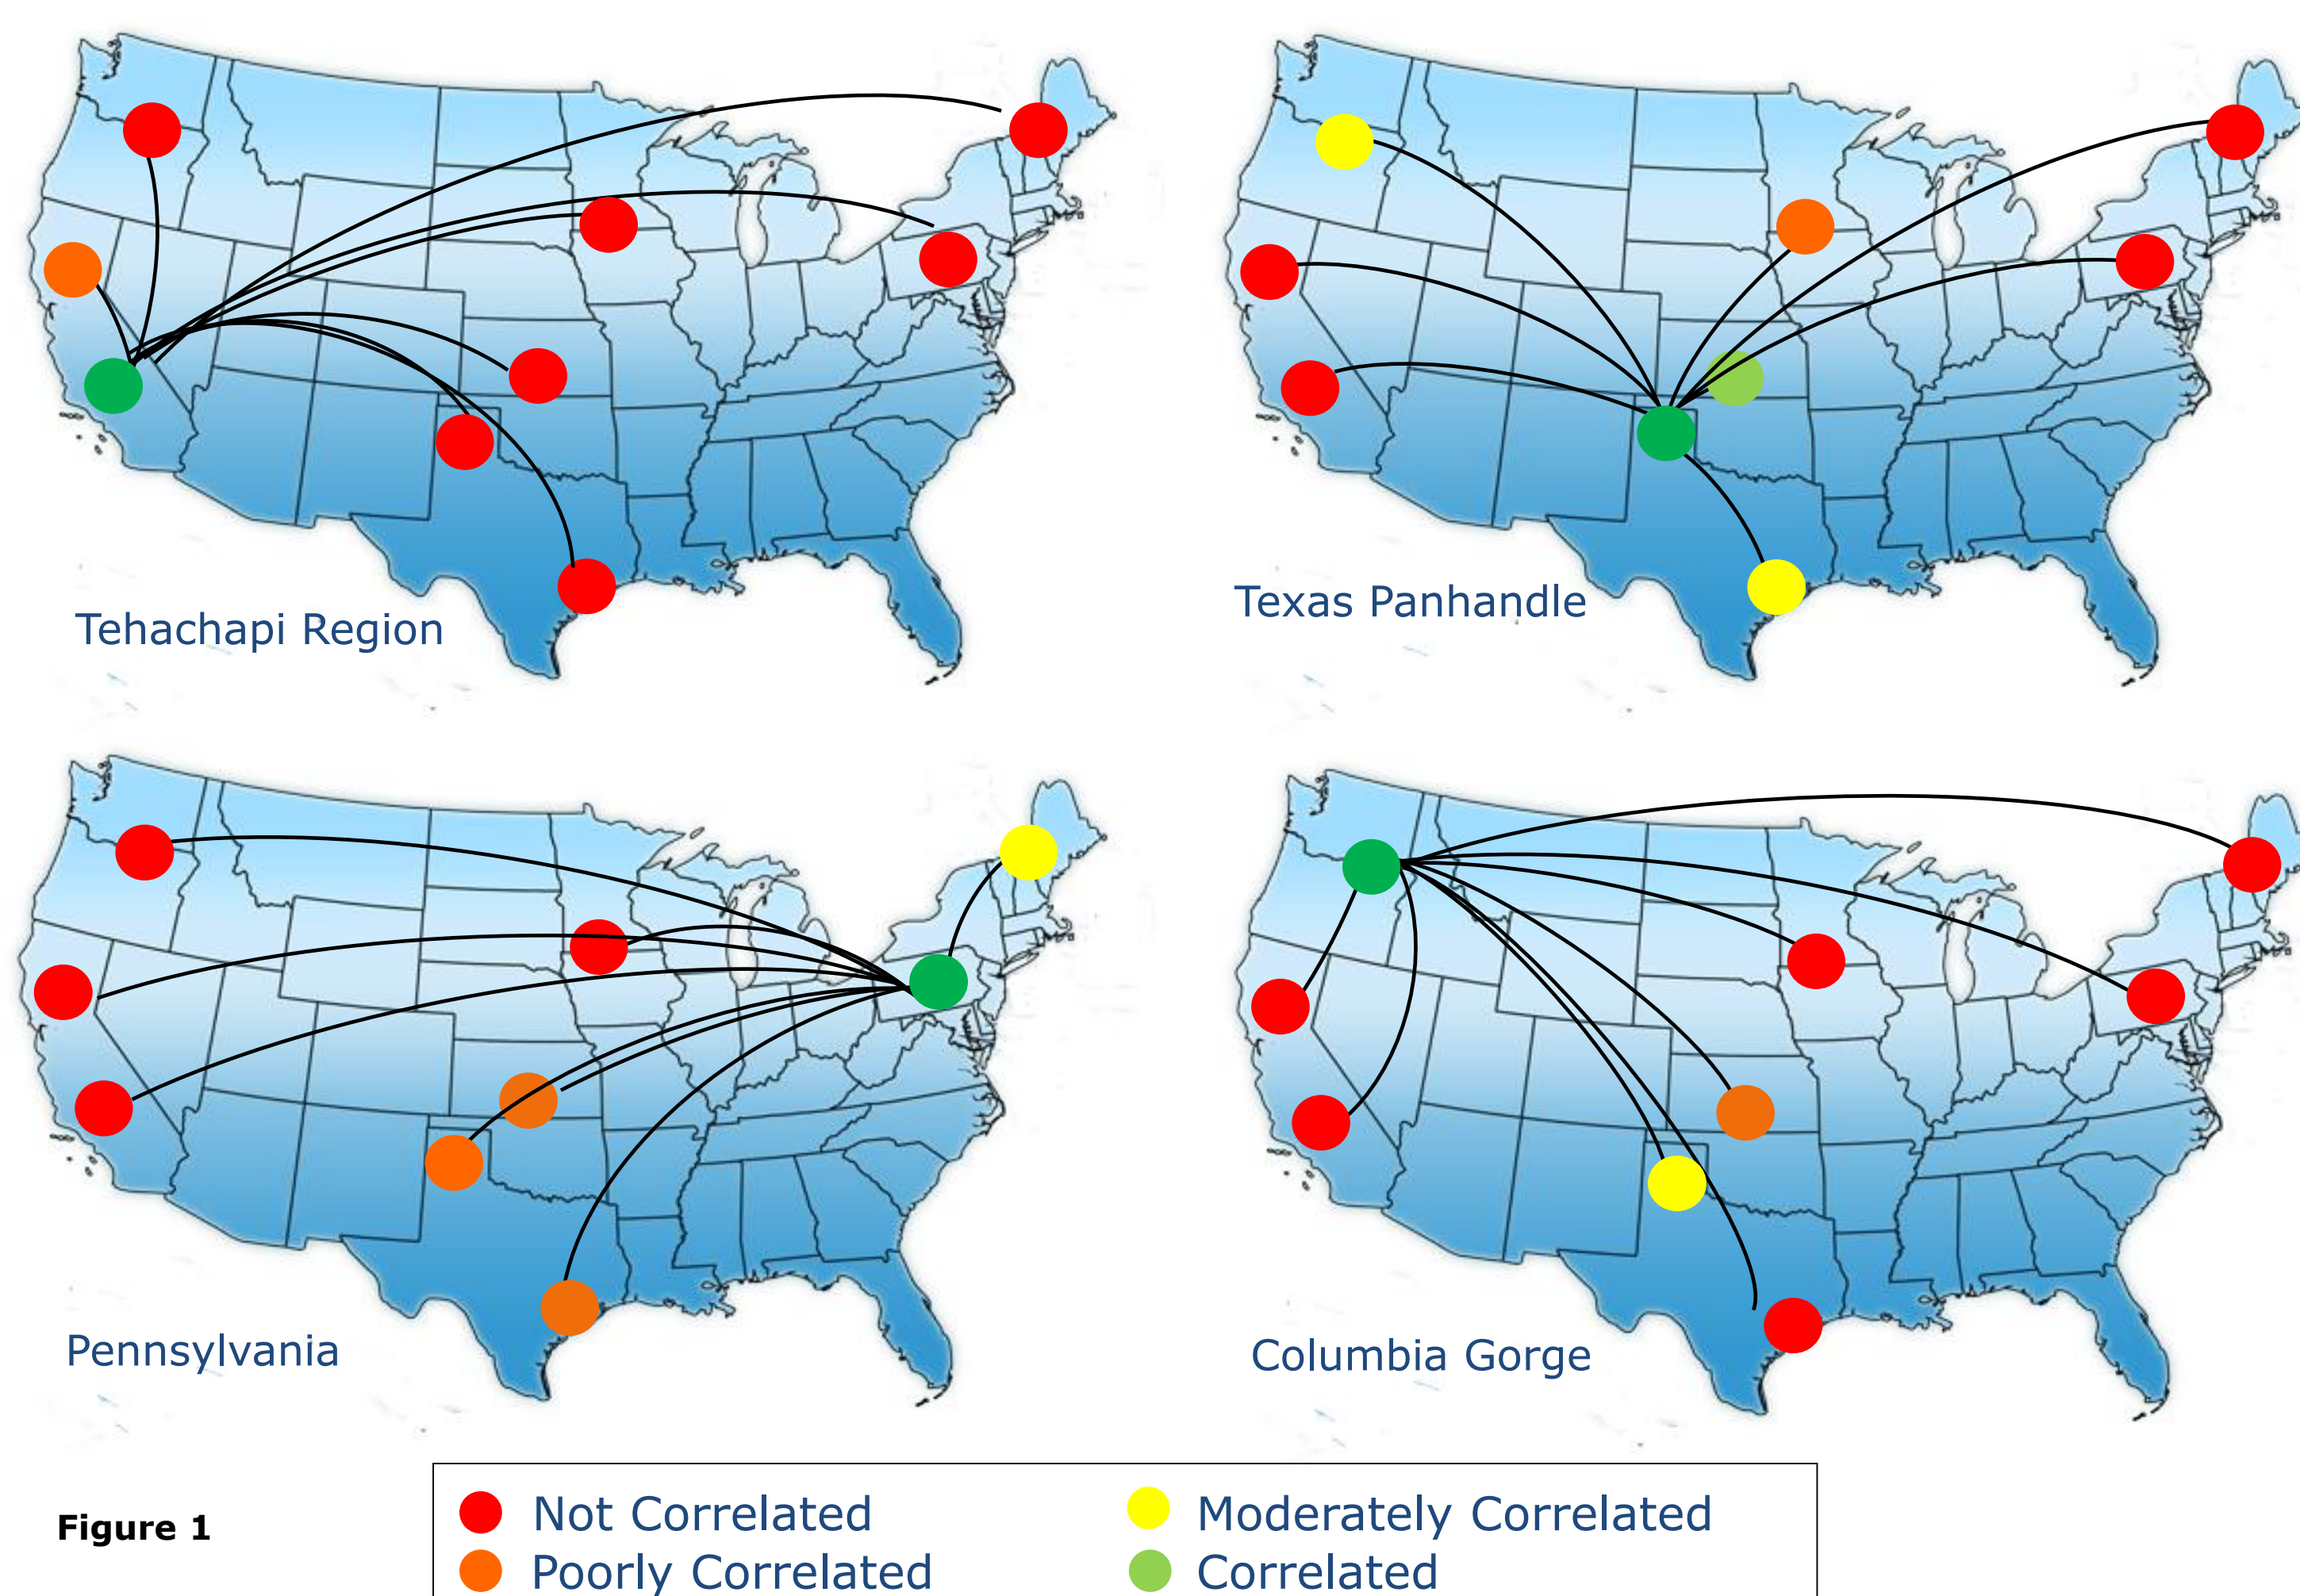 Tehachapi Region
Texas Panhandle
Pennsylvania
Columbia Gorge
Figure 1
Not Correlated
Moderately Correlated
Poorly Correlated
Correlated